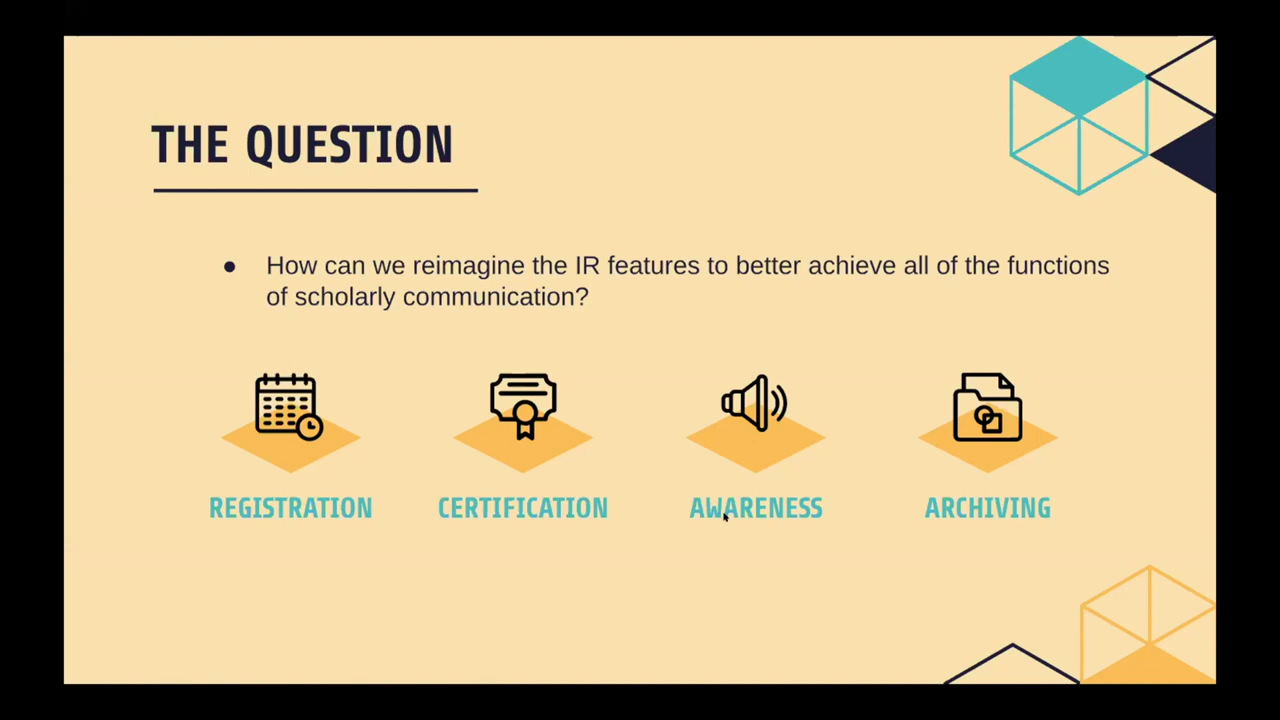 THE QUESTION
● How can we reimagine the IR features to better achieve all of the functions
of scholarly communication?
REGISTRATION CERTIFICATION AWARENESS ARCHIVING